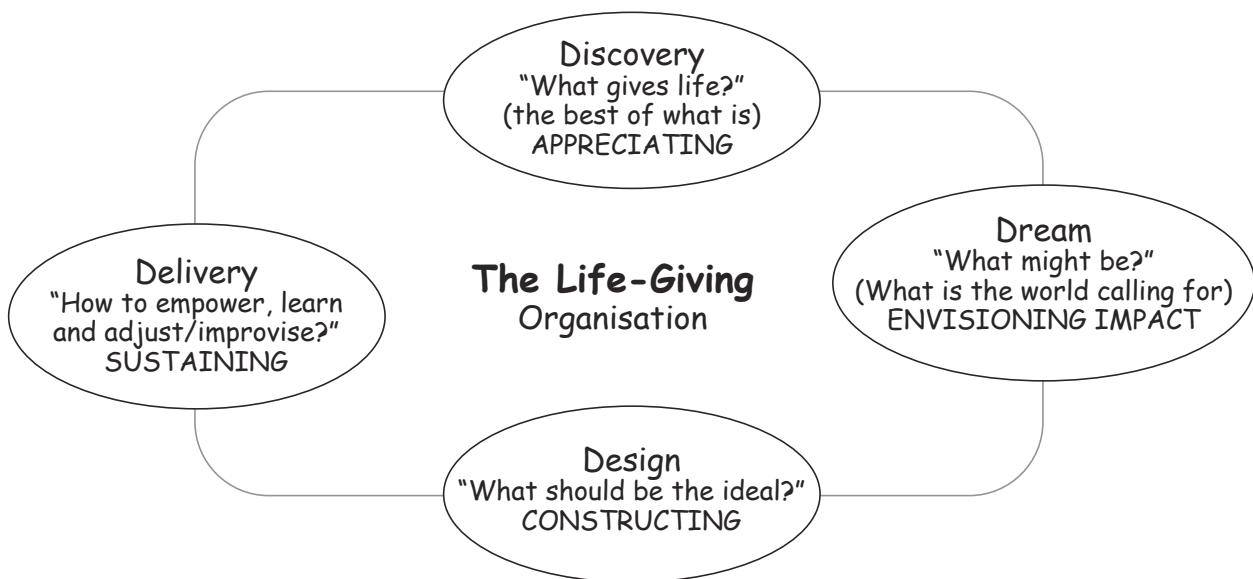 Discovery
“What gives life?”
(the best of what is)
APPRECIATING
Dream
“What might be?”
(What is the world calling for)
ENVISIONING IMPACT
The Life-Giving
Organisation
Delivery
“How to empower, learn
and adjust/improvise?”
SUSTAINING
Design
“What should be the ideal?”
CONSTRUCTING